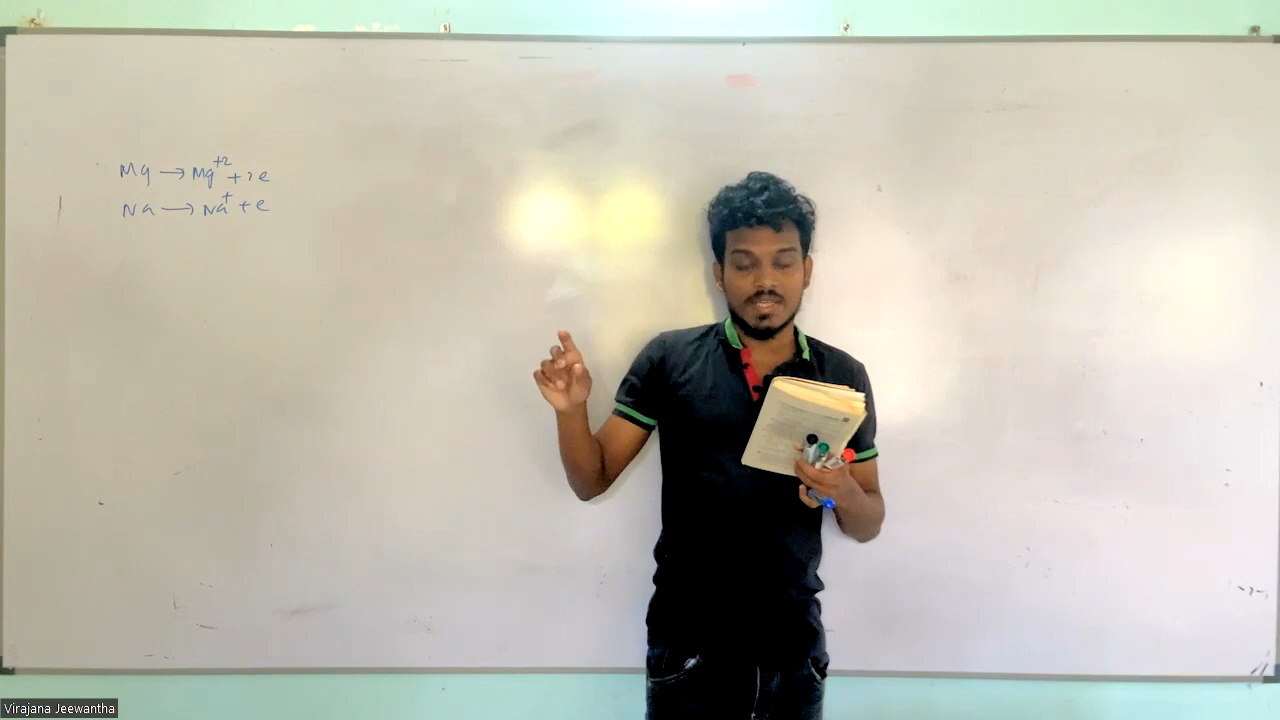 Mg → Mg⁺² + 2e
Na → Na⁺ + e
Virajana Jeewantha